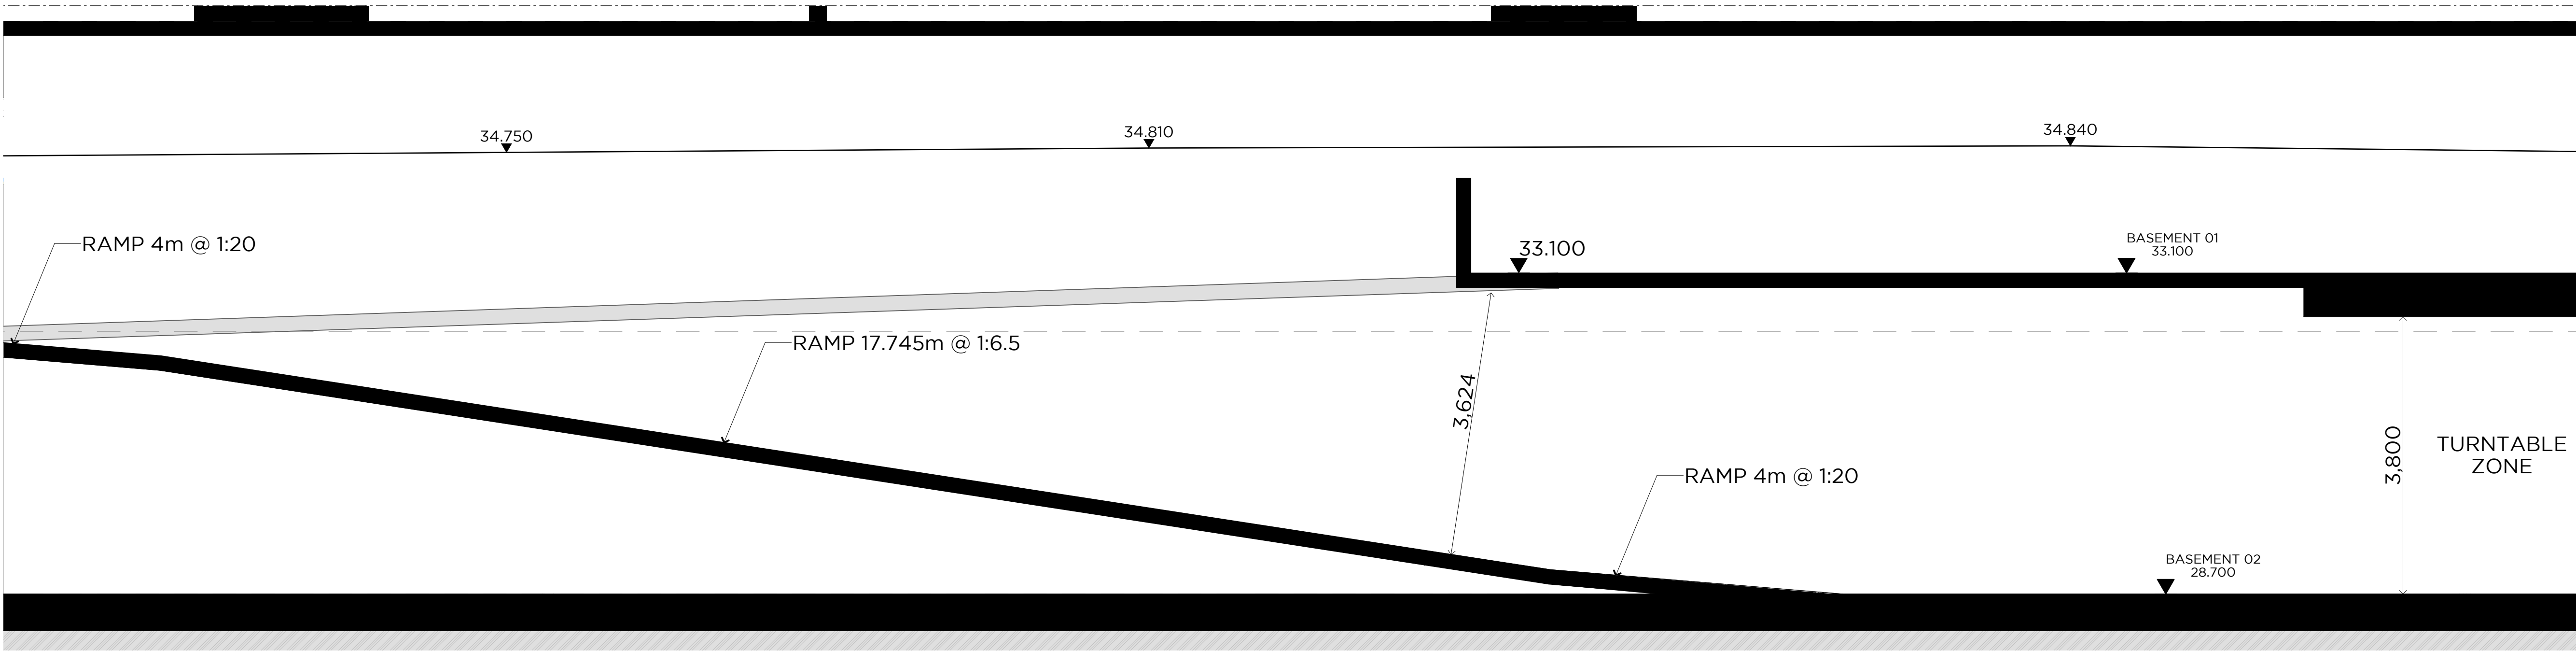 34.750
34.810
34.840
RAMP 4m @ 1:20
33.100
BASEMENT 01
33.100
RAMP 17.745m @ 1:6.5
3,624
RAMP 4m @ 1:20
3,800
TURNTABLE
ZONE
BASEMENT 02
28.700